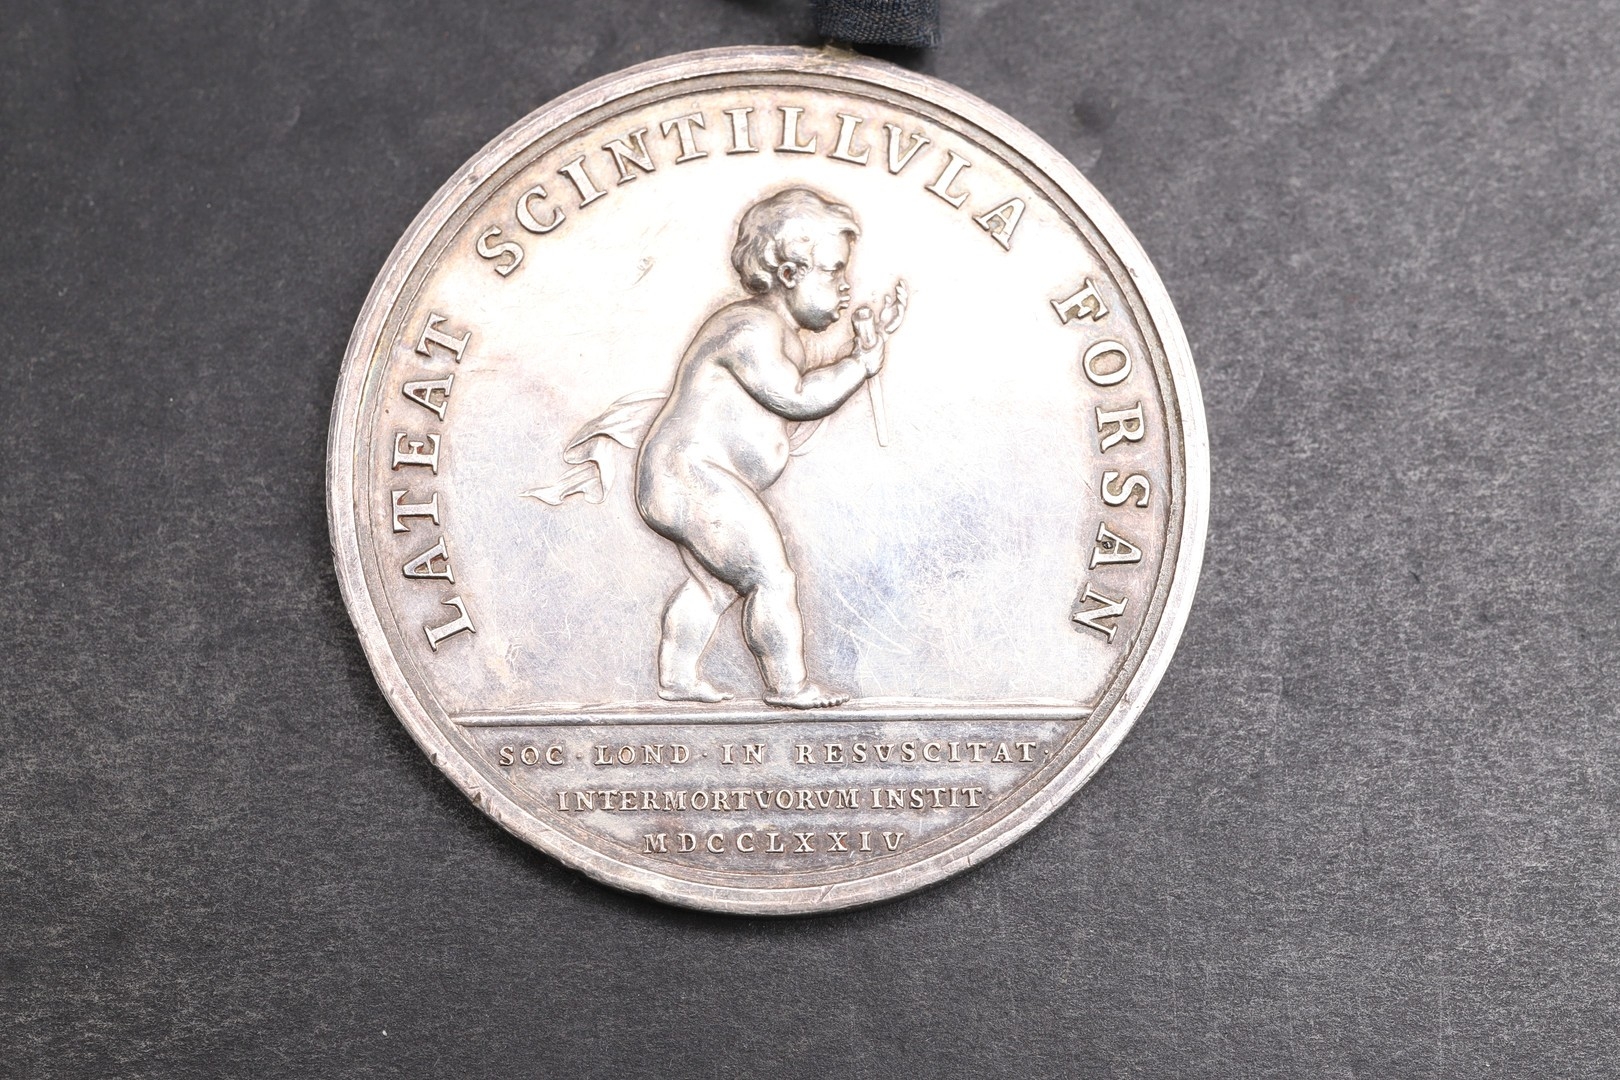 LATEAT SCINTILLVLA FORSAN
SOC · LOND · IN RESVSCITAT ·
INTERMORTVORVM INSTIT ·
MDCCLXXIV